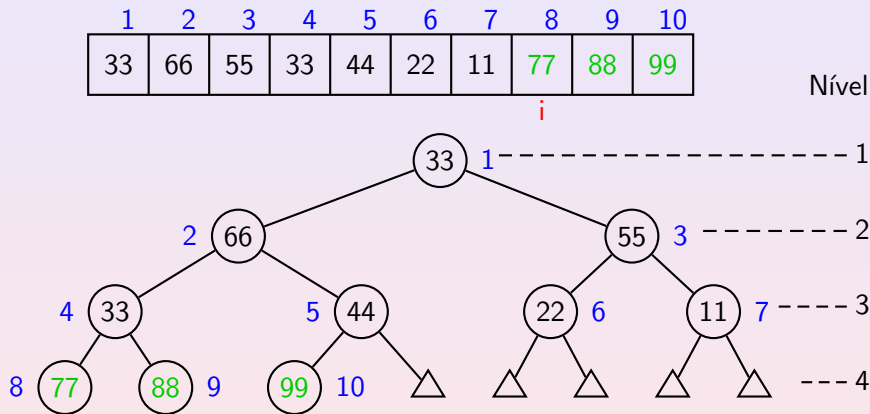 1 2 3 4 5 6 7 8 9 10
33 66 55 33 44 22 11 77 88 99
Nível
i
33 1 1
2 66 55 3 2
4 33 5 44 22 6 11 7 3
8 77 88 9 99 10 4